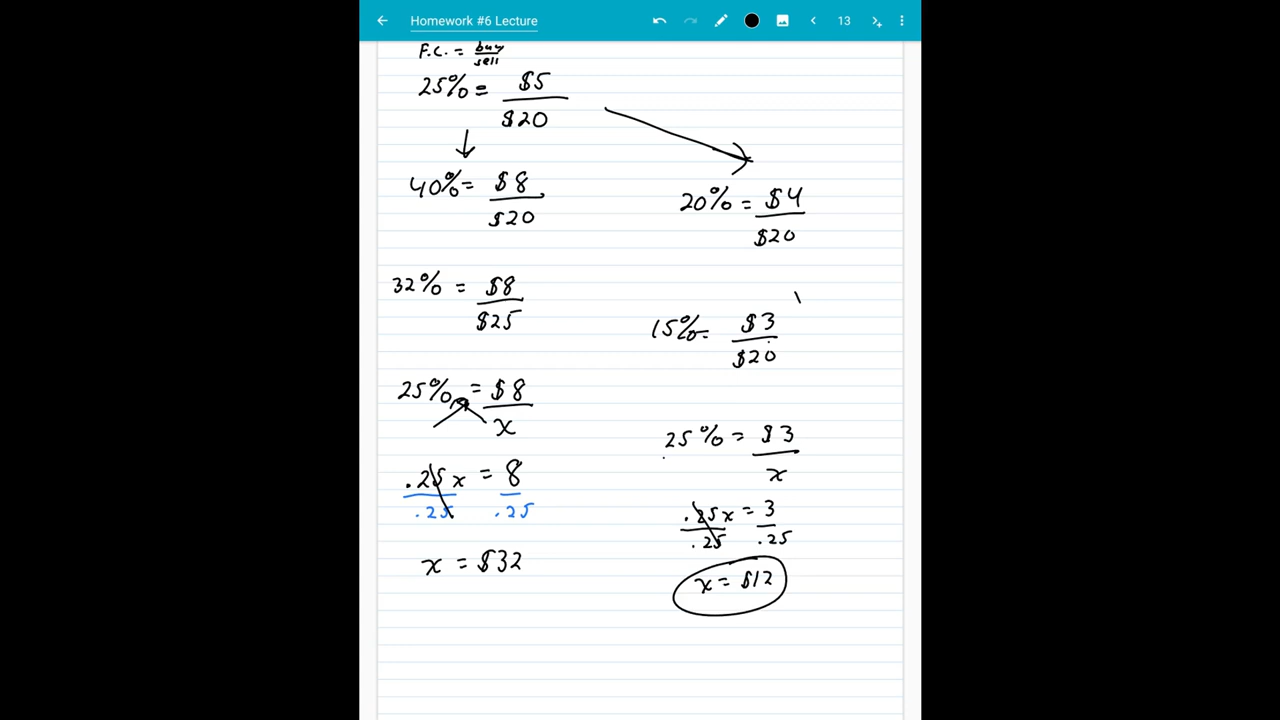 Homework #6 Lecture
13
F.C. = buy
sell
25% = $5
$20
40% = $8
$20
32% = $8
$25
25% = $8
x
.25x = 8
.25 .25
x = $32
20% = $4
$20
15% = $3
$20
25% = $3
x
.25x = 3
.25 .25
x = $12